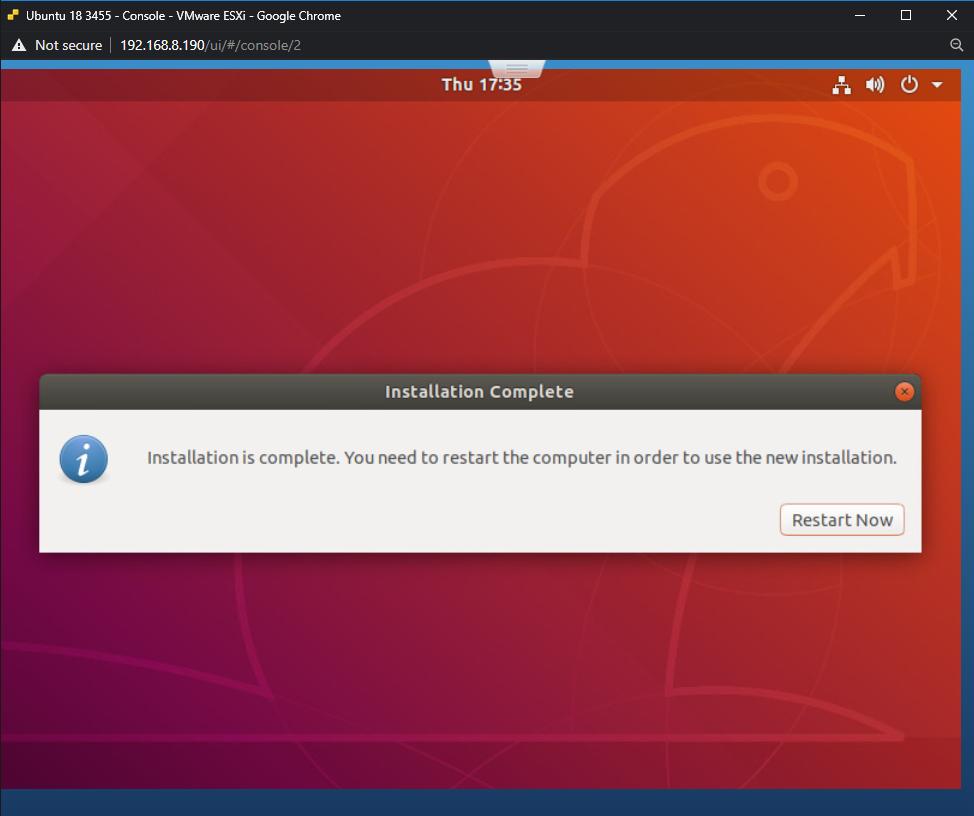 Ubuntu 18 3455 - Console - VMware ESXi - Google Chrome
Not secure | 192.168.8.190/ui/#/console/2
Thu 17:35
Installation Complete
Installation is complete. You need to restart the computer in order to use the new installation.
Restart Now